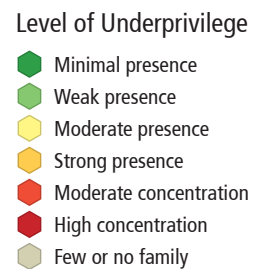 Level of Underprivilege
Minimal presence
Weak presence
Moderate presence
Strong presence
Moderate concentration
High concentration
Few or no family